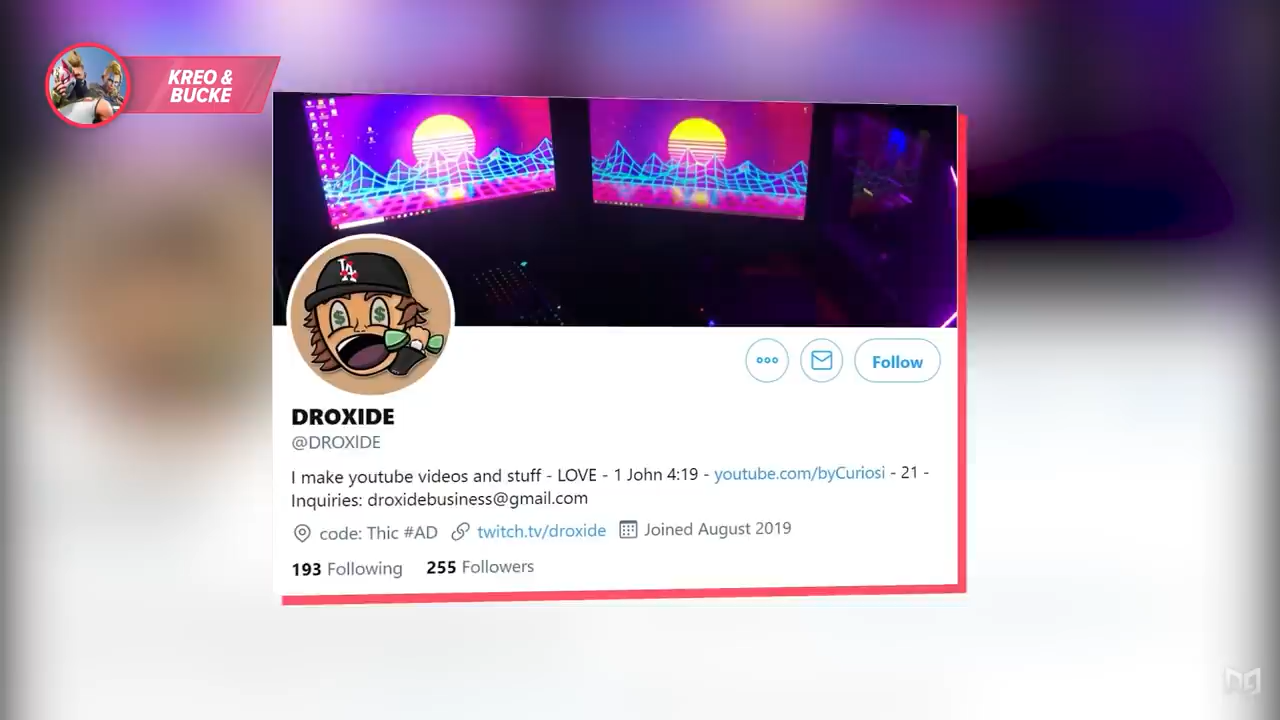 KREO &
BUCKE
LA
DROXIDE
@DROXIDE
I make youtube videos and stuff - LOVE - 1 John 4:19 - youtube.com/byCuriosi - 21 -
Inquiries: droxidebusiness@gmail.com
code: Thic #AD twitch.tv/droxide Joined August 2019
193 Following 255 Followers
Follow